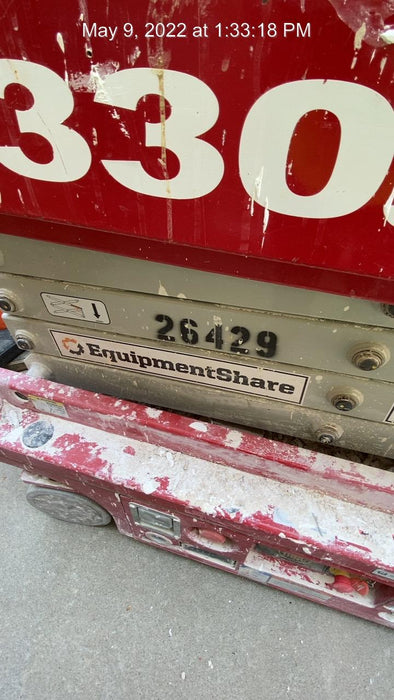 May 9, 2022 at 1:33:18 PM
330
26429
EquipmentShare